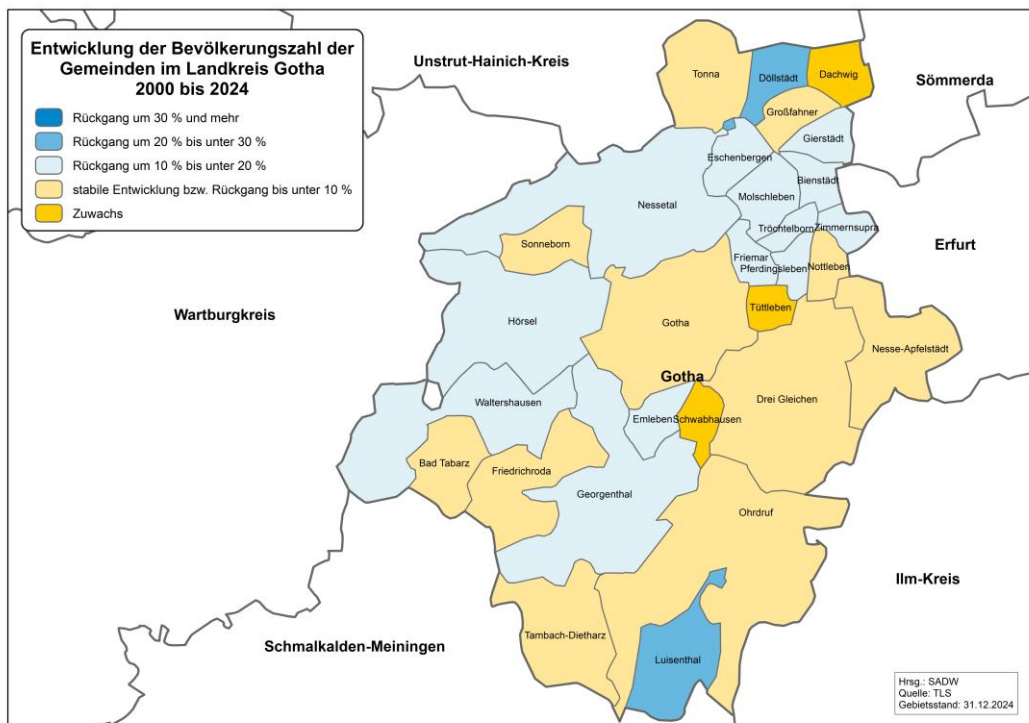 Entwicklung der Bevölkerungszahl der
Gemeinden im Landkreis Gotha
2000 bis 2024
Rückgang um 30 % und mehr
Rückgang um 20 % bis unter 30 %
Rückgang um 10 % bis unter 20 %
stabile Entwicklung bzw. Rückgang bis unter 10 %
Zuwachs
Unstrut-Hainich-Kreis
Sömmerda
Erfurt
Wartburgkreis
Ilm-Kreis
Schmalkalden-Meiningen
Tonna
Döllstädt
Dachwig
Großfahner
Gierstädt
Eschenbergen
Bienstädt
Molschleben
Nessetal
Tröchtelborn
Zimmernsupra
Sonneborn
Friemar
Pferdingsleben
Nottleben
Tüttleben
Hörsel
Gotha
Nesse-Apfelstädt
Gotha
Waltershausen
Emleben
Schwabhausen
Drei Gleichen
Bad Tabarz
Friedrichroda
Georgenthal
Ohrdruf
Tambach-Dietharz
Luisenthal
Hrsg.: SADW
Quelle: TLS
Gebietsstand: 31.12.2024